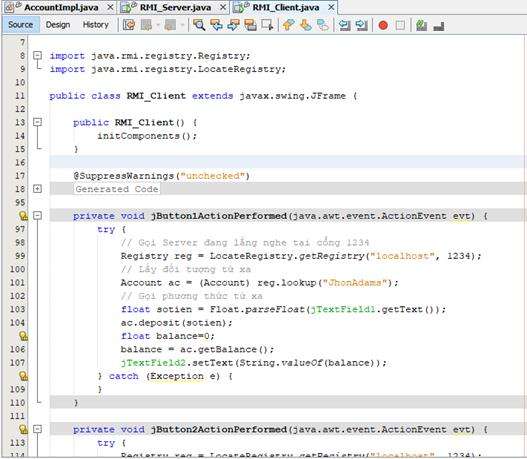 AccountImpl.java RMI_Server.java RMI_Client.java
Source Design History
7
8 import java.rmi.registry.Registry;
9 import java.rmi.registry.LocateRegistry;
10
11 public class RMI_Client extends javax.swing.JFrame {
12
13 public RMI_Client() {
14 initComponents();
15 }
16
17 @SuppressWarnings("unchecked")
18 Generated Code
95
private void jButton1ActionPerformed(java.awt.event.ActionEvent evt) {
97 try {
98 // Gọi Server đang lắng nghe tại cổng 1234
99 Registry reg = LocateRegistry.getRegistry("localhost", 1234);
100 // Lấy đối tượng từ xa
101 Account ac = (Account) reg.lookup("JhonAdams");
102 // Gọi phương thức từ xa
103 float sotien = Float.parseFloat(jTextField1.getText());
104 ac.deposit(sotien);
float balance=0;
106 balance = ac.getBalance();
107 jTextField2.setText(String.valueOf(balance));
} catch (Exception e) {
109 }
110 }
111
private void jButton2ActionPerformed(java.awt.event.ActionEvent evt) {
113 try {
114 Registry reg = LocateRegistry.getRegistry("localhost", 1234);